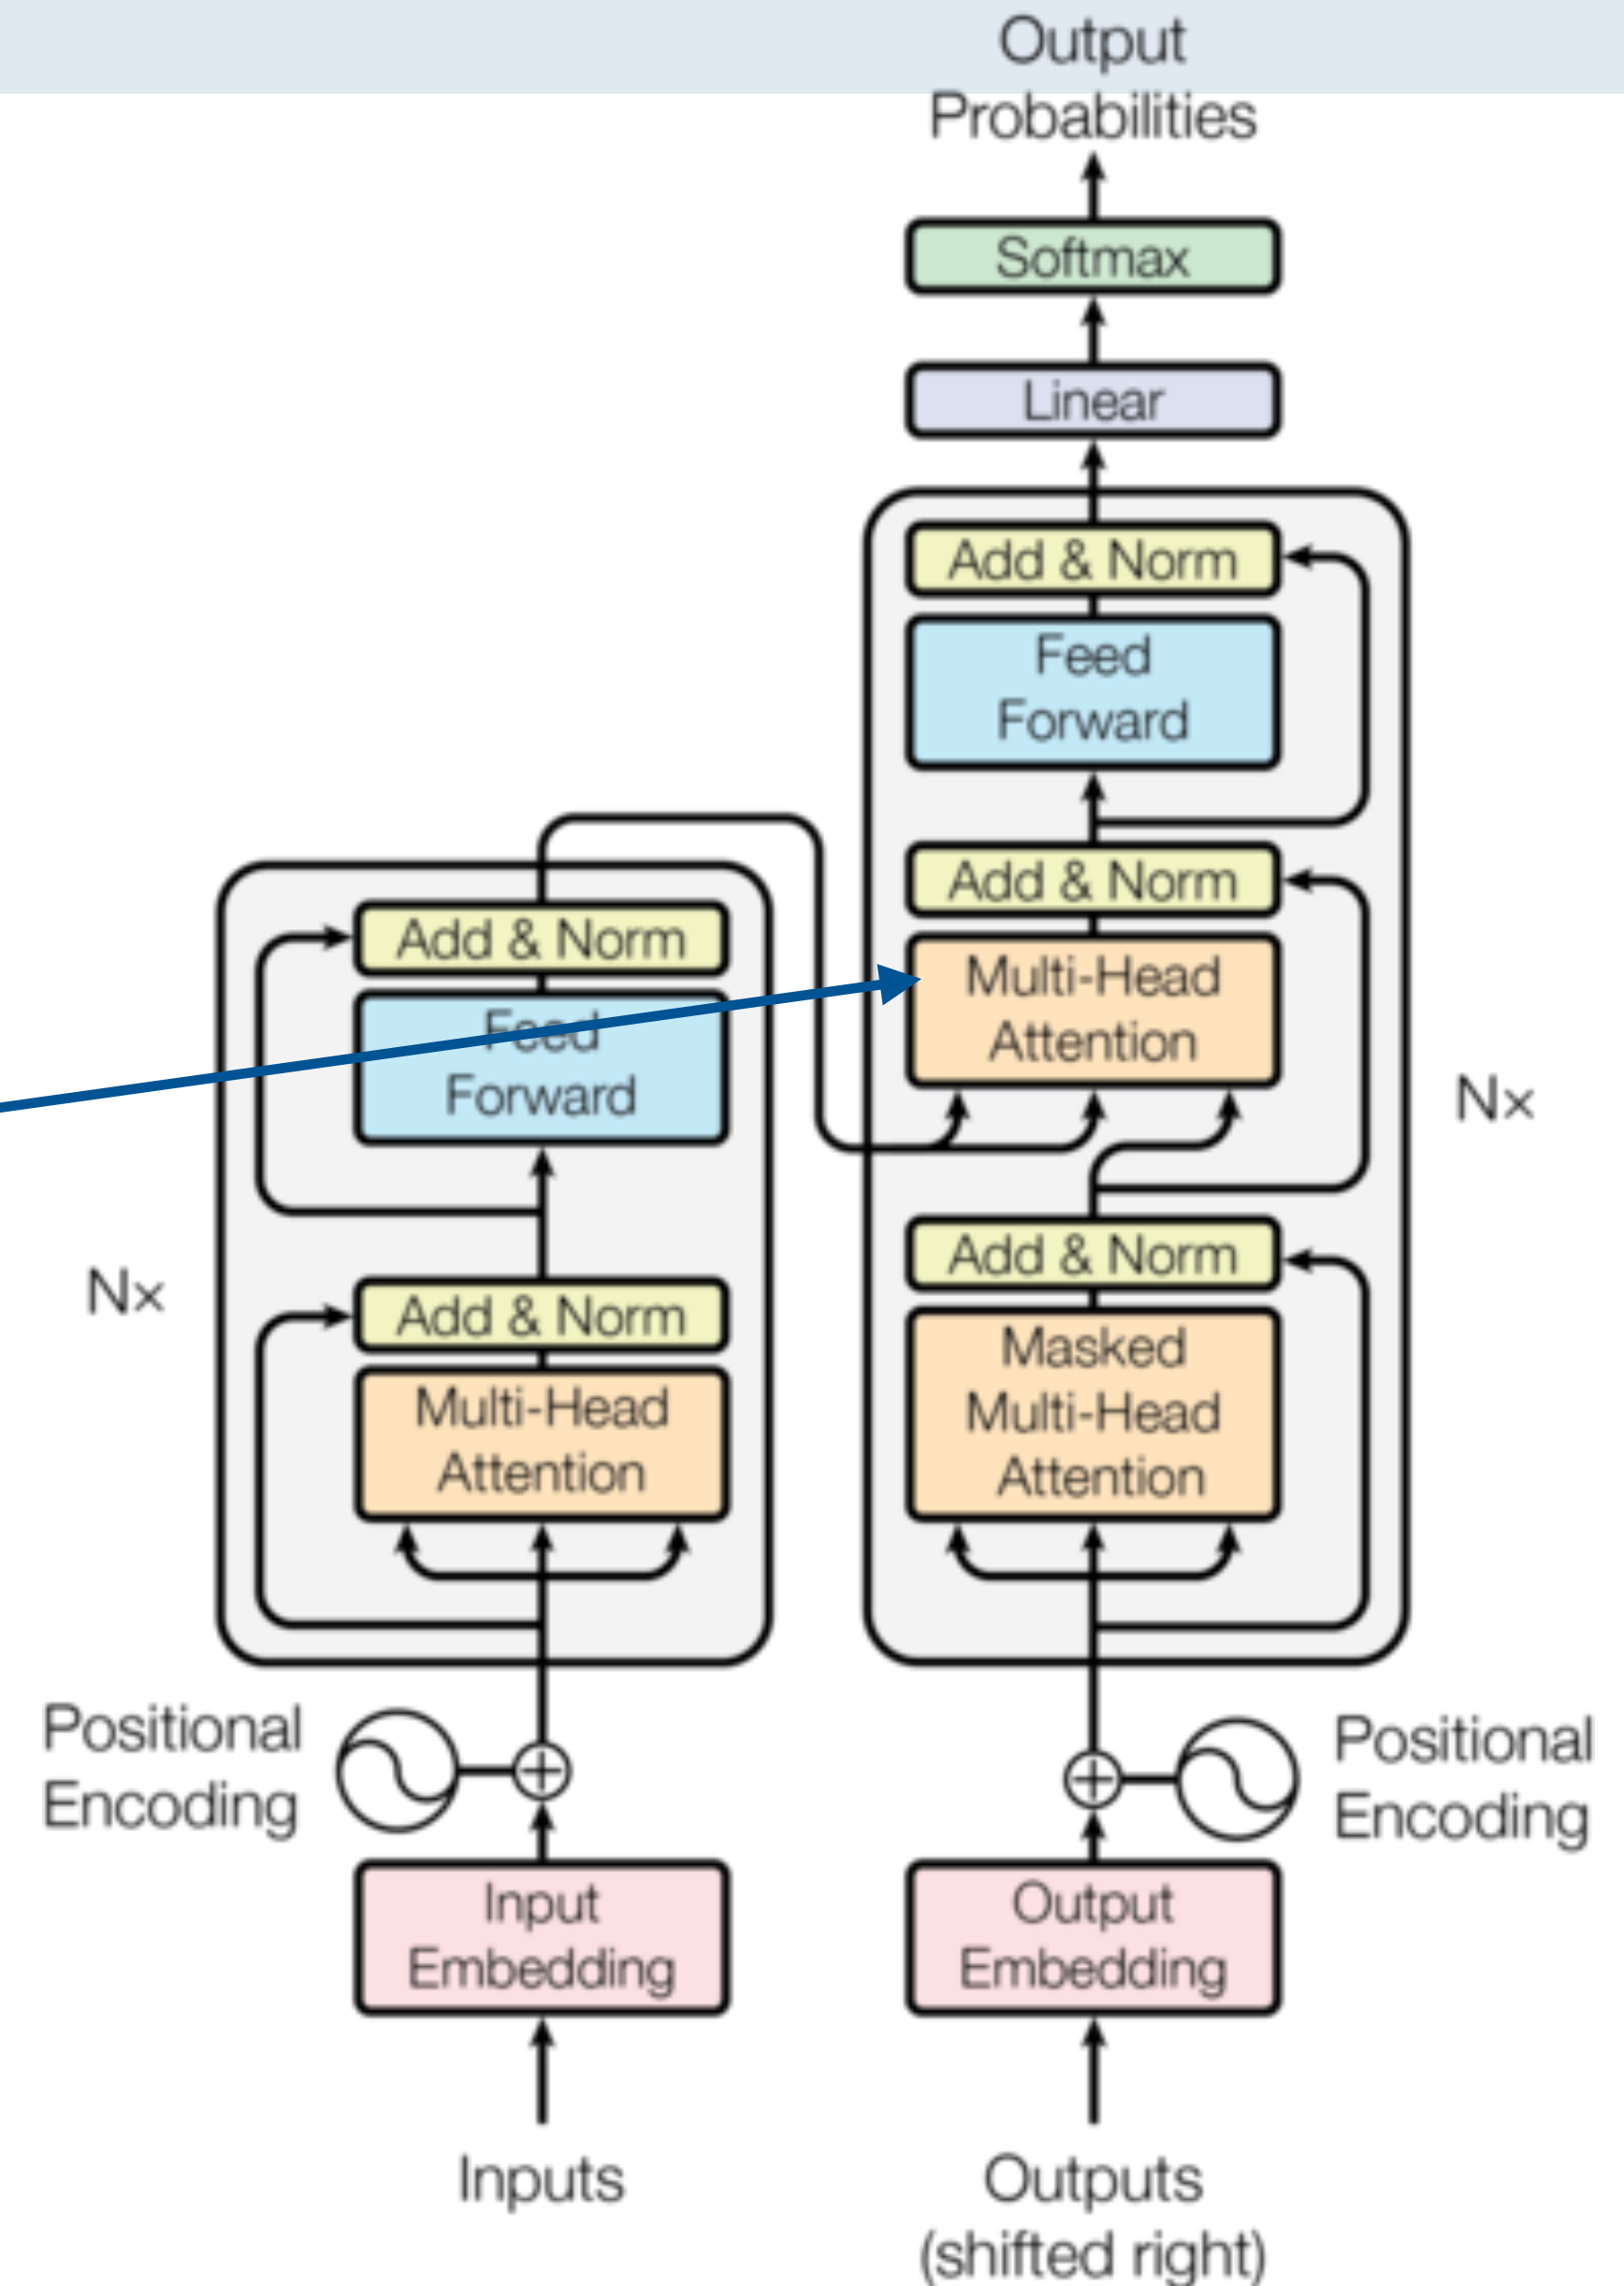 Output
Probabilities
Softmax
Linear
Add & Norm
Feed
Forward
Add & Norm
Multi-Head
Attention
Nx
Add & Norm
Masked
Multi-Head
Attention
Add & Norm
Feed
Forward
Nx
Add & Norm
Multi-Head
Attention
Positional
Encoding
Positional
Encoding
Input
Embedding
Output
Embedding
Inputs
Outputs
(shifted right)